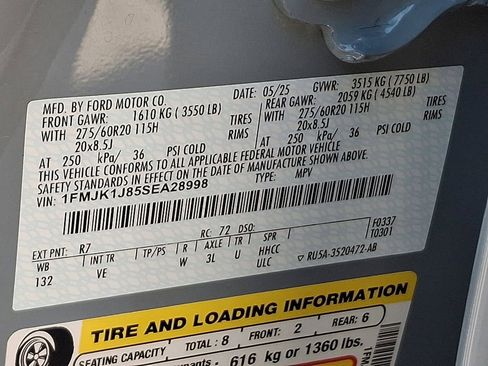 MFD. BY FORD MOTOR CO. 05/25 GVWR: 3515 KG (7750 LB)
FRONT GAWR: 1610 KG (3550 LB) REAR GAWR: 2059 KG (4540 LB)
WITH 275/60R20 115H TIRES WITH 275/60R20 115H TIRES
20x8.5J RIMS 20x8.5J RIMS
AT 250 kPa/ 36 PSI COLD AT 250 kPa/ 36 PSI COLD
THIS VEHICLE CONFORMS TO ALL APPLICABLE FEDERAL MOTOR VEHICLE
SAFETY STANDARDS IN EFFECT ON THE DATE OF MANUFACTURE SHOWN ABOVE.
VIN: 1FMJK1J85SEA28998 TYPE: MPV
F0337
T0301
EXT PNT: R7 RC: 72 DSO:
WB INT TR TP/PS R AXLE TR SPR
132 VE W 3L U HHCC
ULC ▽ RU5A-3520472-AB
TIRE AND LOADING INFORMATION
SEATING CAPACITY TOTAL: 8 FRONT: 2 REAR: 6
616 kg or 1360 lbs.
1FM